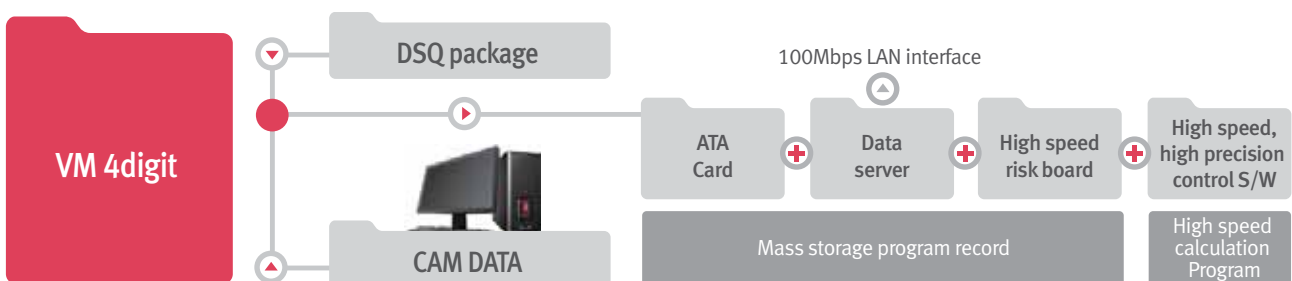 VM 4digit
DSQ package
CAM DATA
100Mbps LAN interface
ATA
Card
Data
server
High speed
risk board
High speed,
high precision
control S/W
Mass storage program record
High speed
calculation
Program